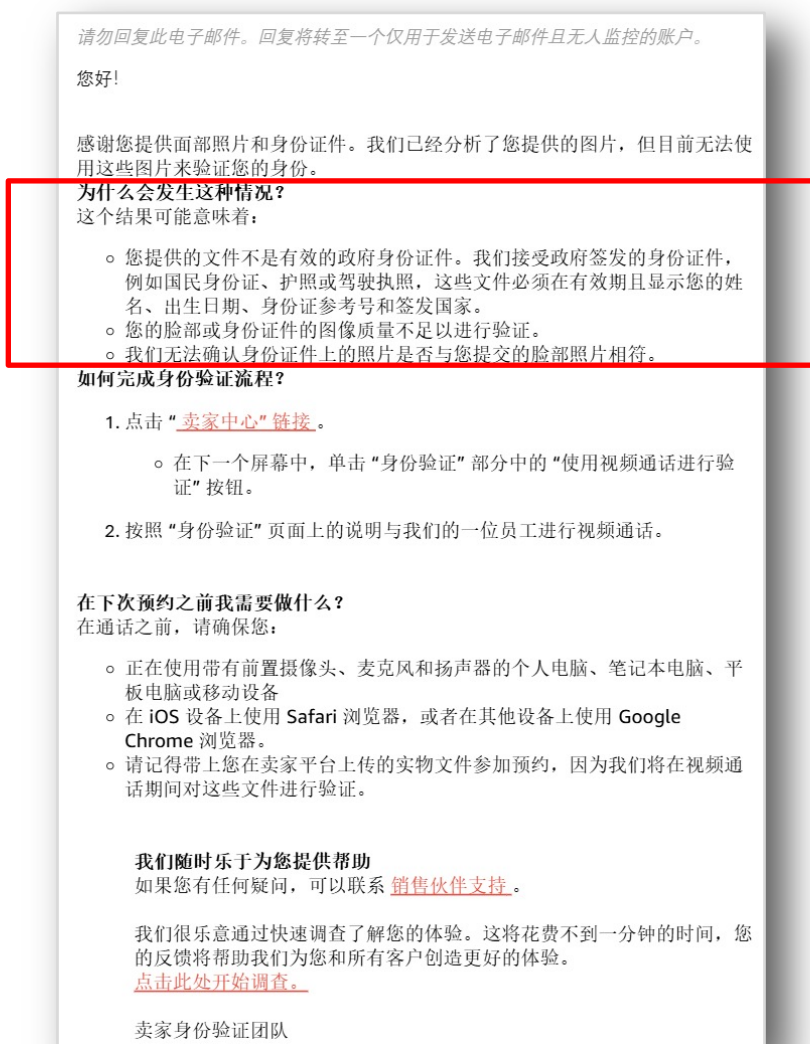 请勿回复此电子邮件。回复将转至一个仅用于发送电子邮件且无人监控的账户。
您好！
感谢您提供面部照片和身份证件。我们已经分析了您提供的图片，但目前无法使
用这些图片来验证您的身份。
为什么会发生这种情况？
这个结果可能意味着：
◦ 您提供的文件不是有效的政府身份证件。我们接受政府签发的身份证件，
例如国民身份证、护照或驾驶执照，这些文件必须在有效期且显示您的姓
名、出生日期、身份证参考号和签发国家。
◦ 您的脸部或身份证件的图像质量不足以进行验证。
◦ 我们无法确认身份证件上的照片是否与您提交的脸部照片相符。
如何完成身份验证流程？
1. 点击 “ 卖家中心” 链接 。
◦ 在下一个屏幕中，单击 “身份验证” 部分中的 “使用视频通话进行验
证” 按钮。
2. 按照 “身份验证” 页面上的说明与我们的一位员工进行视频通话。
在下次预约之前我需要做什么？
在通话之前，请确保您：
◦ 正在使用带有前置摄像头、麦克风和扬声器的个人电脑、笔记本电脑、平
板电脑或移动设备
◦ 在 iOS 设备上使用 Safari 浏览器，或者在其他设备上使用 Google
Chrome 浏览器。
◦ 请记得带上您在卖家平台上传的实物文件参加预约，因为我们将在视频通
话期间对这些文件进行验证。
我们随时乐于为您提供帮助
如果您有任何疑问，可以联系 销售伙伴支持 。
我们很乐意通过快速调查了解您的体验。这将花费不到一分钟的时间，您
的反馈将帮助我们为您和所有客户创造更好的体验。
点击此处开始调查。
卖家身份验证团队